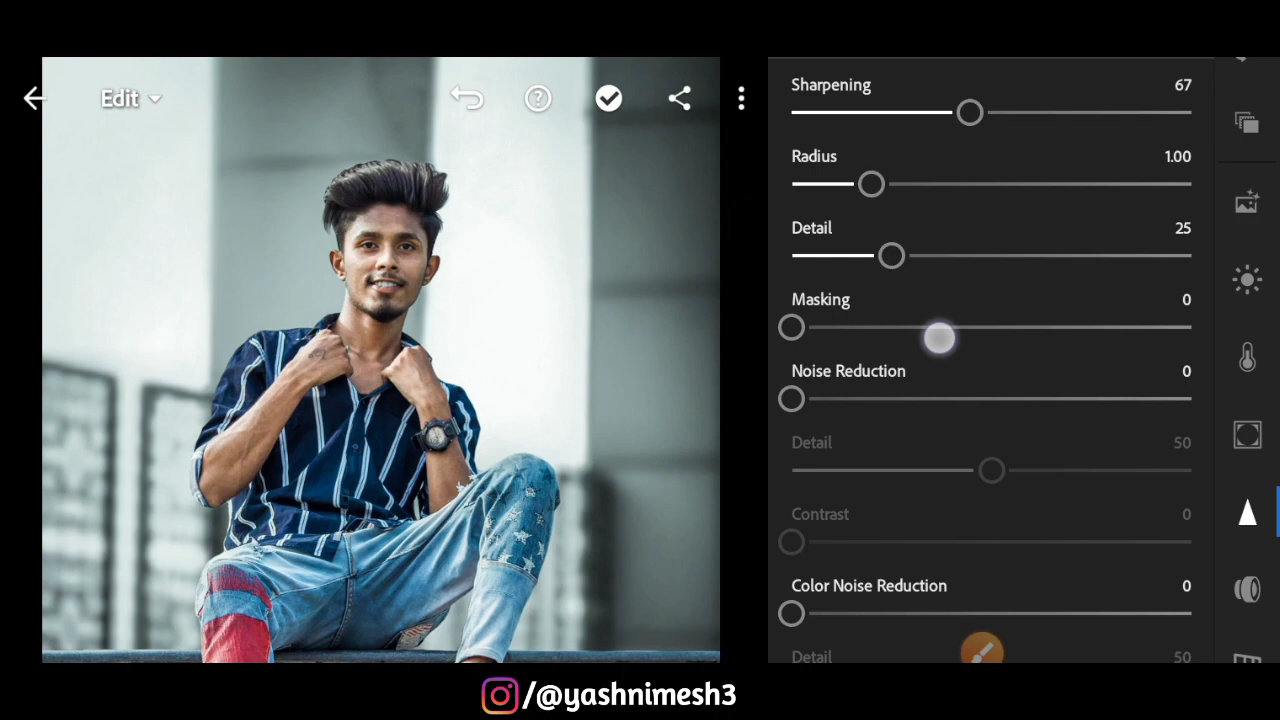 Edit
Sharpening 67
Radius 1.00
Detail 25
Masking 0
Noise Reduction 0
Detail 50
Contrast 0
Color Noise Reduction 0
Detail 50
/@yashnimesh3